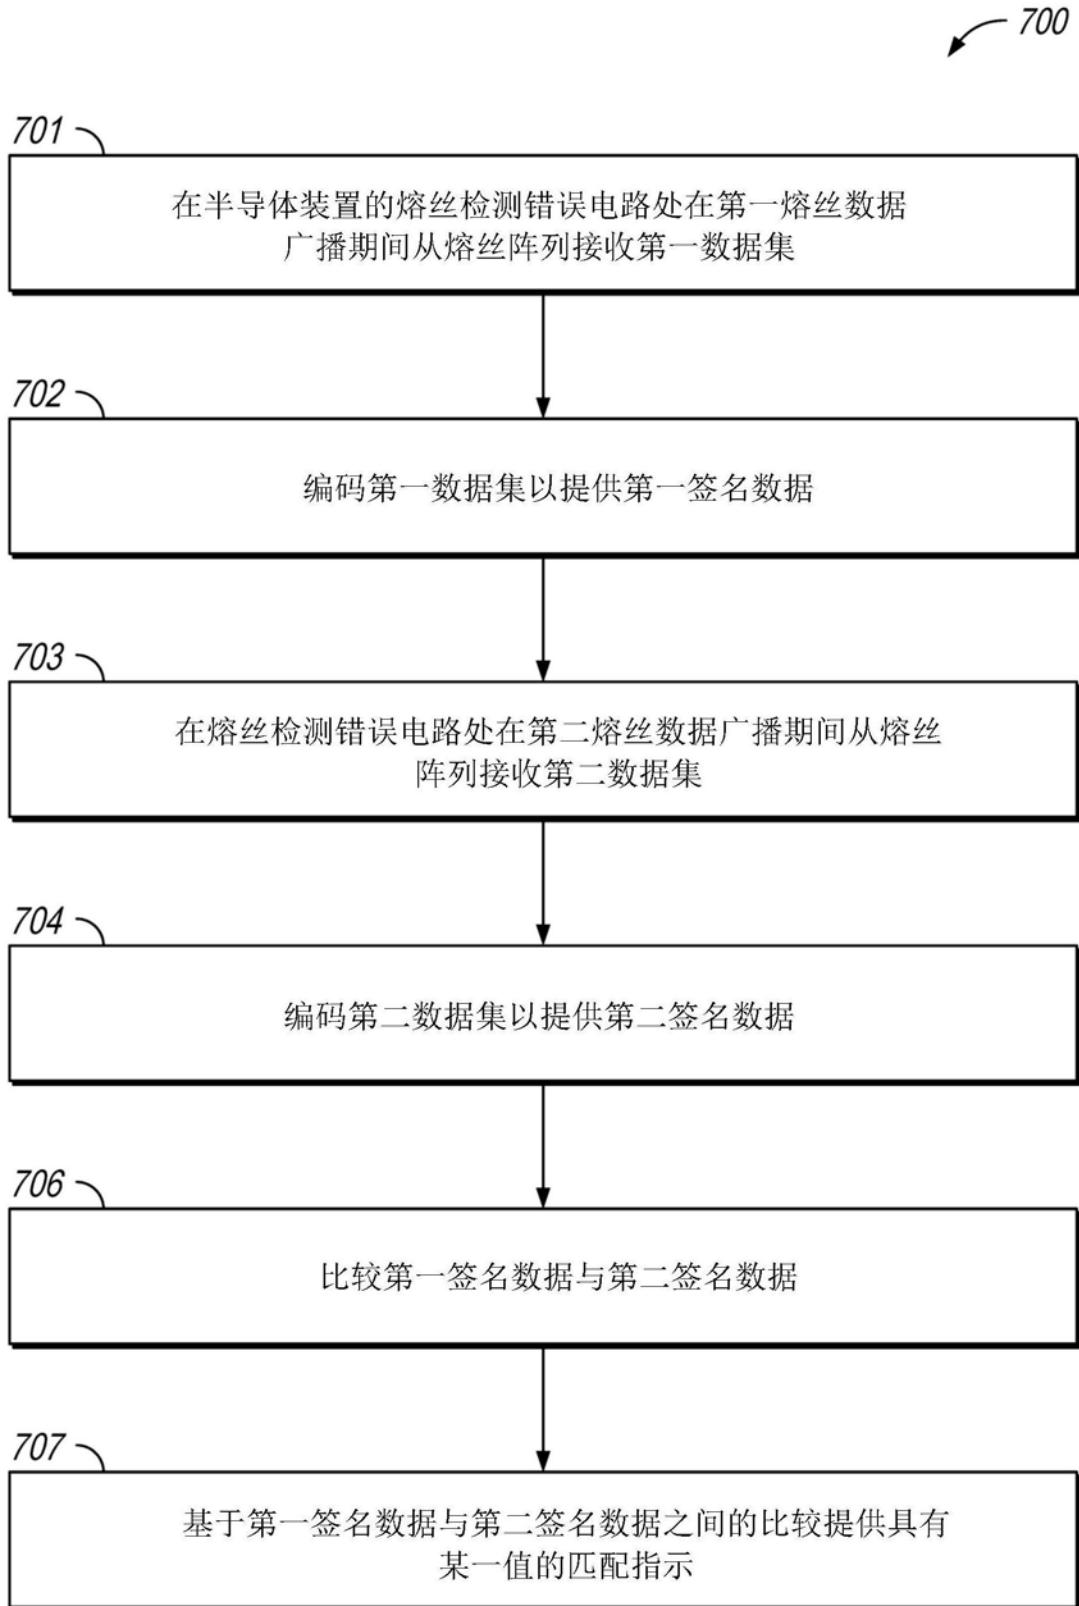 700
701
在半导体装置的熔丝检测错误电路处在第一熔丝数据
广播期间从熔丝阵列接收第一数据集
702
编码第一数据集以提供第一签名数据
703
在熔丝检测错误电路处在第二熔丝数据广播期间从熔丝
阵列接收第二数据集
704
编码第二数据集以提供第二签名数据
706
比较第一签名数据与第二签名数据
707
基于第一签名数据与第二签名数据之间的比较提供具有
某一值的匹配指示